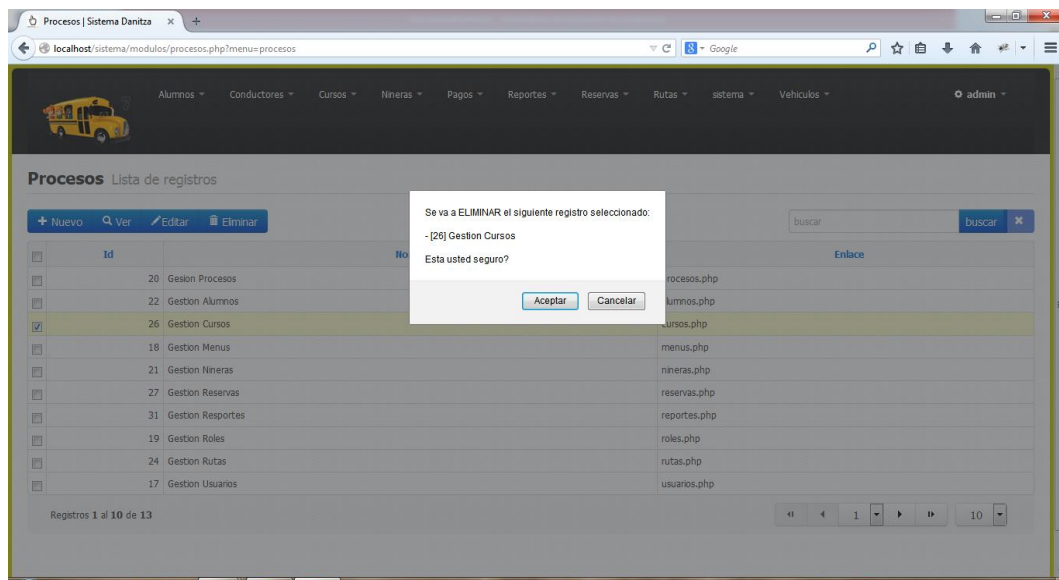 Procesos | Sistema Danitza
localhost/sistema/modulos/procesos.php?menu=procesos
Google
Alumnos Conductores Cursos Nineras Pagos Reportes Reservas Rutas sistema Vehiculos admin
Procesos Lista de registros
Nuevo Ver Editar Eliminar
buscar buscar
Se va a ELIMINAR el siguiente registro seleccionado:
- [26] Gestion Cursos
Esta usted seguro?
Aceptar Cancelar
Id No Enlace
20 Gesion Procesos rocesos.php
22 Gestion Alumnos lumnos.php
26 Gestion Cursos cursos.php
18 Gestion Menus menus.php
21 Gestion Nineras nineras.php
27 Gestion Reservas reservas.php
31 Gestion Resportes reportes.php
19 Gestion Roles roles.php
24 Gestion Rutas rutas.php
17 Gestion Usuarios usuarios.php
Registros 1 al 10 de 13 1 10